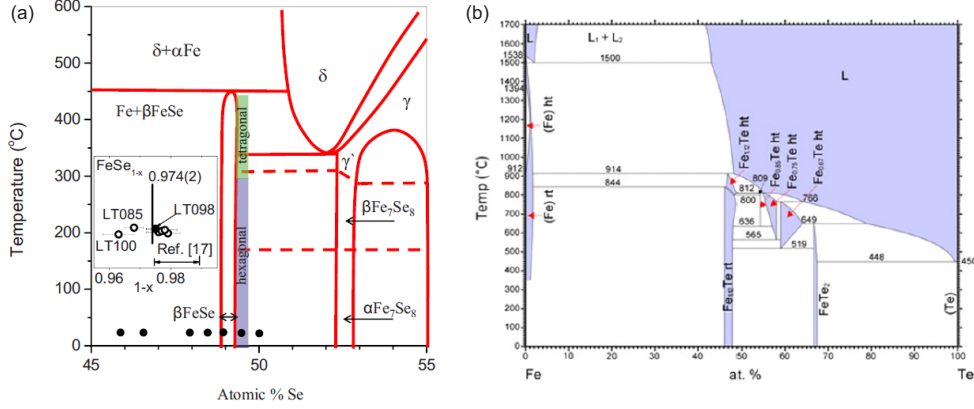 (a)
600
500
400
300
200
100
0
Temperature (°C)
45
50
55
Atomic % Se
δ+αFe
δ
γ
Fe+βFeSe
γ`
tetragonal
hexagonal
FeSe1-x
0.974(2)
LT085
LT098
LT100
Ref. [17]
0.96
0.98
1-x
βFe7Se8
βFeSe
αFe7Se8
(b)
1700
1600
1500
1400
1300
1200
1100
1000
900
800
700
600
500
400
300
200
100
0
Temp (°C)
L
L1 + L2
1538
1500
1394
L
(Fe) ht
912
914
844
(Fe) rt
Fe1.12Te ht
Fe0.85Te ht
Fe0.75Te ht
Fe0.67Te ht
809
812
800
766
636
649
565
519
448
450
Fe1.12Te rt
FeTe2
(Te)
0
10
20
30
40
50
60
70
80
90
100
Fe
at. %
Te